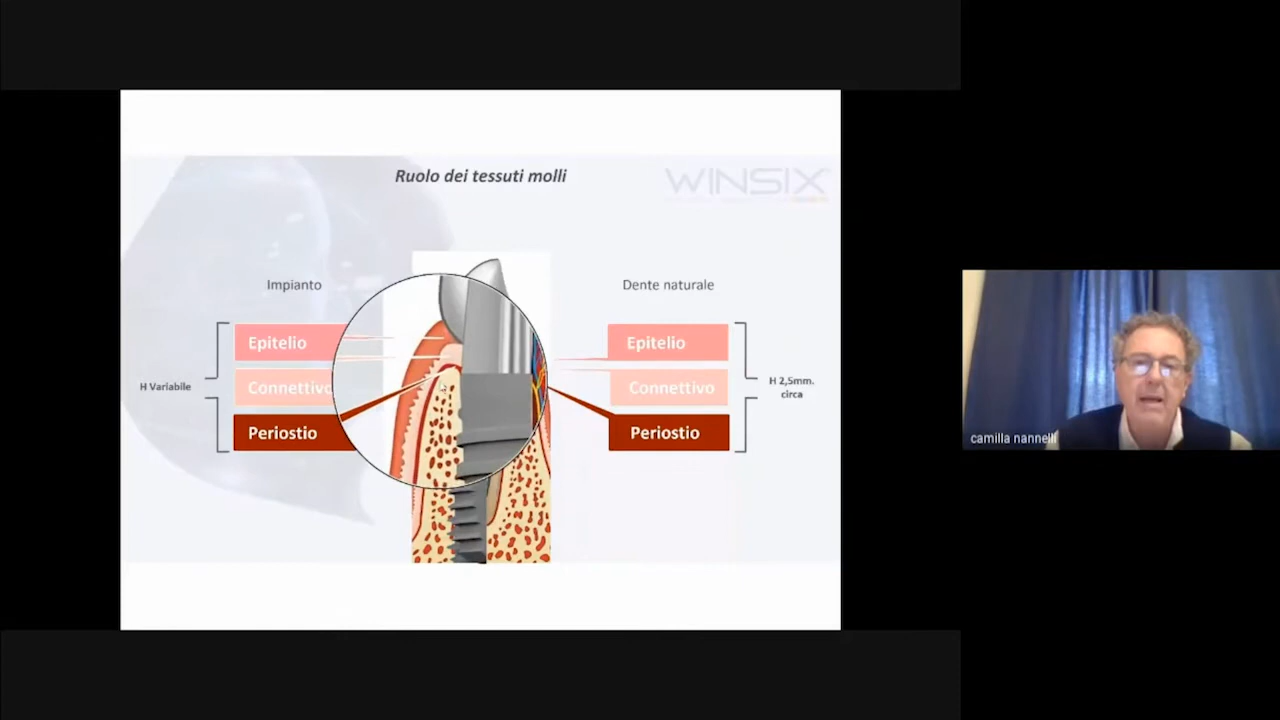 Ruolo dei tessuti molli
WINSIX
Impianto
Dente naturale
Epitelio
Connettivo
Periostio
H Variabile
Epitelio
Connettivo
Periostio
H 2,5mm.
circa
camilla nannelli